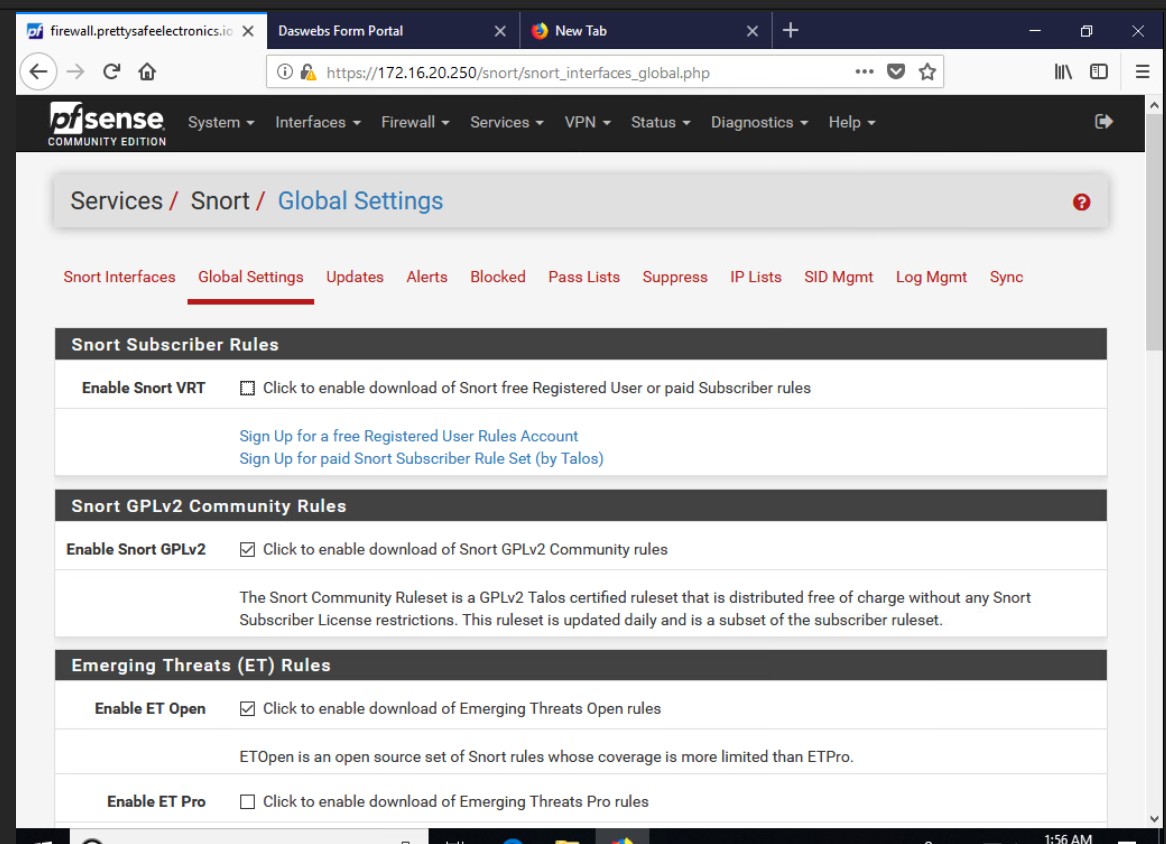 firewall.prettysafeelectronics.io
Daswebs Form Portal
New Tab
https://172.16.20.250/snort/snort_interfaces_global.php
pfsense
COMMUNITY EDITION
System Interfaces Firewall Services VPN Status Diagnostics Help
Services / Snort / Global Settings
Snort Interfaces Global Settings Updates Alerts Blocked Pass Lists Suppress IP Lists SID Mgmt Log Mgmt Sync
Snort Subscriber Rules
Enable Snort VRT Click to enable download of Snort free Registered User or paid Subscriber rules
Sign Up for a free Registered User Rules Account
Sign Up for paid Snort Subscriber Rule Set (by Talos)
Snort GPLv2 Community Rules
Enable Snort GPLv2 Click to enable download of Snort GPLv2 Community rules
The Snort Community Ruleset is a GPLv2 Talos certified ruleset that is distributed free of charge without any Snort
Subscriber License restrictions. This ruleset is updated daily and is a subset of the subscriber ruleset.
Emerging Threats (ET) Rules
Enable ET Open Click to enable download of Emerging Threats Open rules
ETOpen is an open source set of Snort rules whose coverage is more limited than ETPro.
Enable ET Pro Click to enable download of Emerging Threats Pro rules
1:56 AM